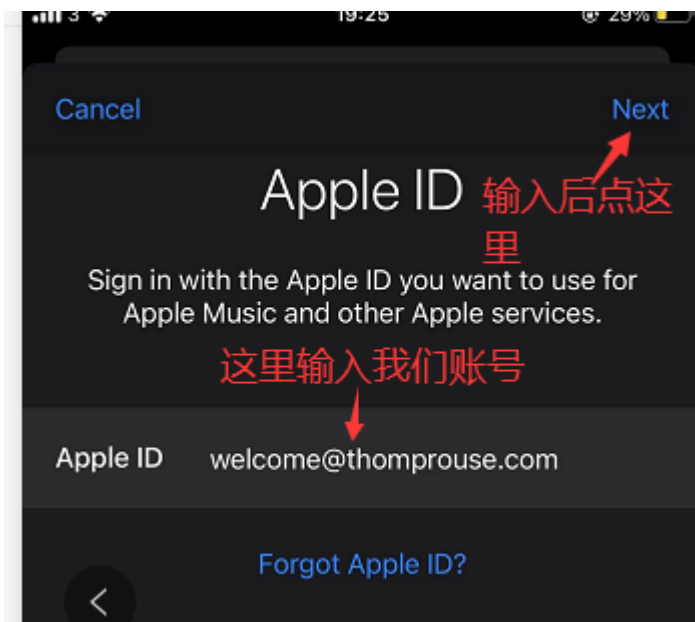 3 19:25 29%
Cancel Next
Apple ID
输入后点这
里
Sign in with the Apple ID you want to use for
Apple Music and other Apple services.
这里输入我们账号
Apple ID welcome@thomprouse.com
Forgot Apple ID?